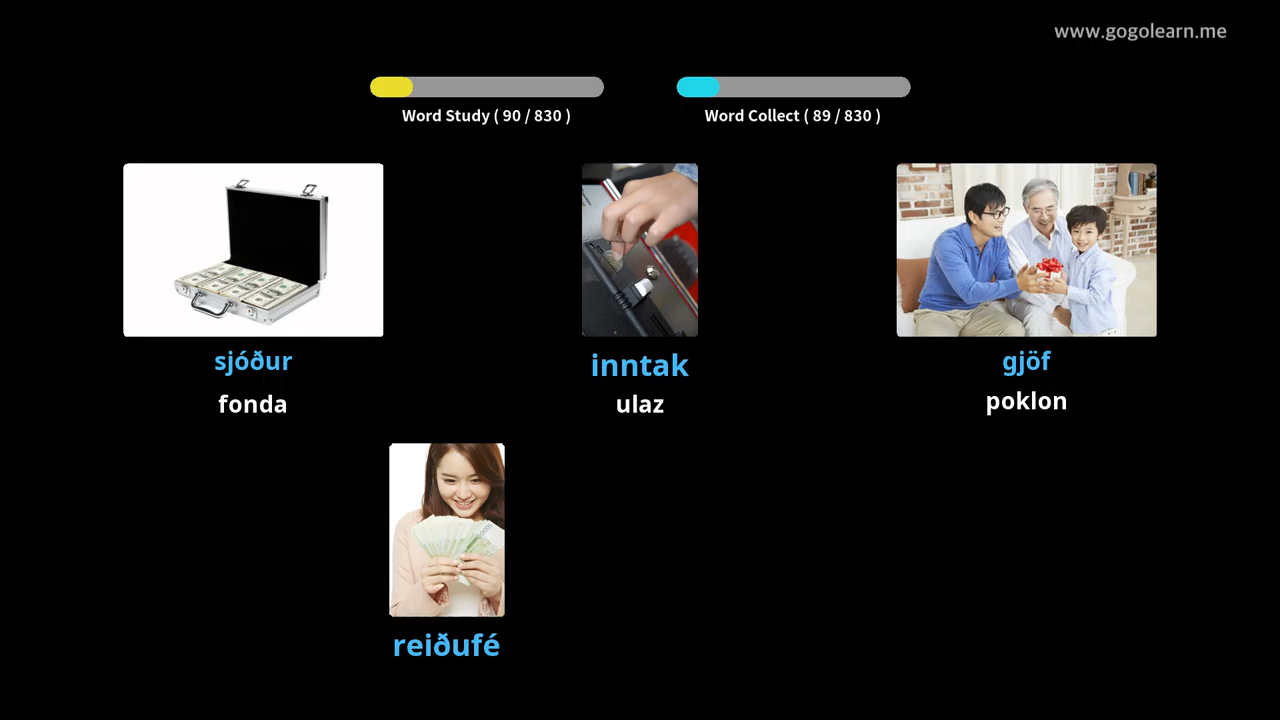 www.gogolearn.me
Word Study ( 90 / 830 )
Word Collect ( 89 / 830 )
sjóður
inntak
gjöf
fonda
ulaz
poklon
reiðufé